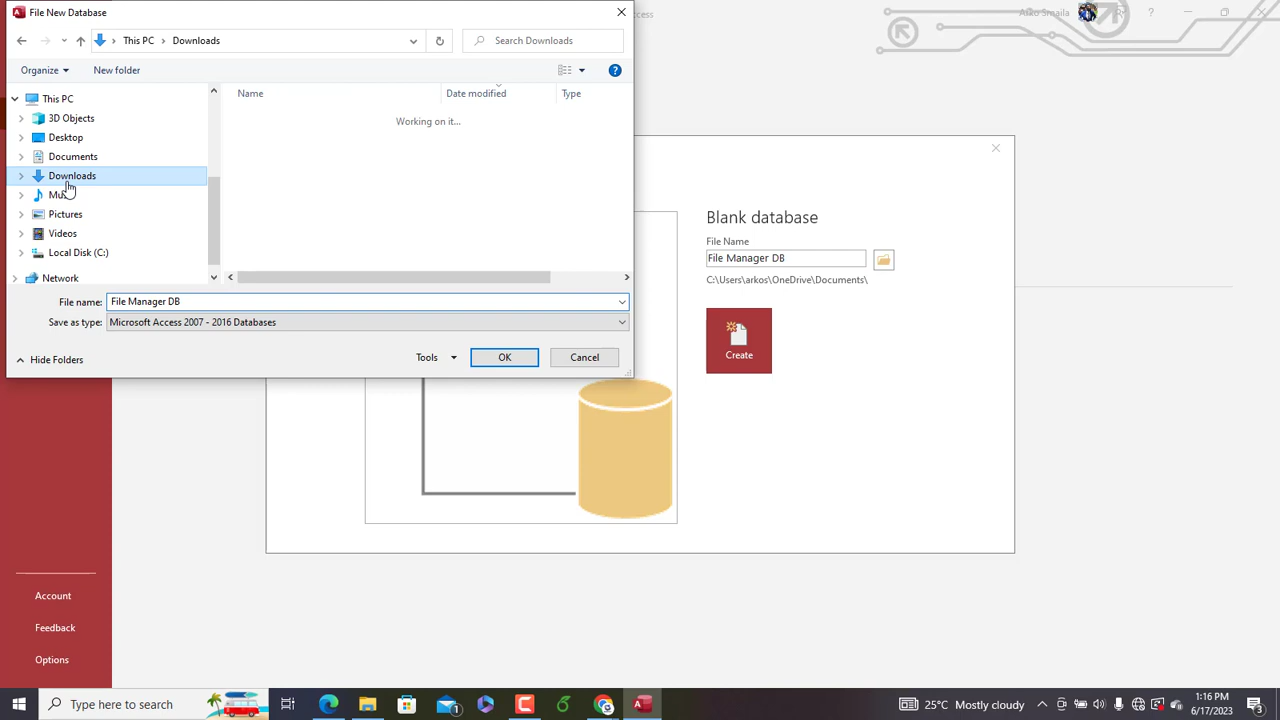 File New Database
This PC
Downloads
Search Downloads
Organize
New folder
Name
Date modified
Type
Working on it...
This PC
3D Objects
Desktop
Documents
Downloads
Pictures
Videos
Local Disk (C:)
Network
File name:
File Manager DB
Save as type:
Microsoft Access 2007 - 2016 Databases
Hide Folders
Tools
OK
Cancel
Blank database
File Name
File Manager DB
C:\Users\arkos\OneDrive\Documents\
Create
Account
Feedback
Options
Type here to search
25°C Mostly cloudy
1:16 PM
6/17/2023